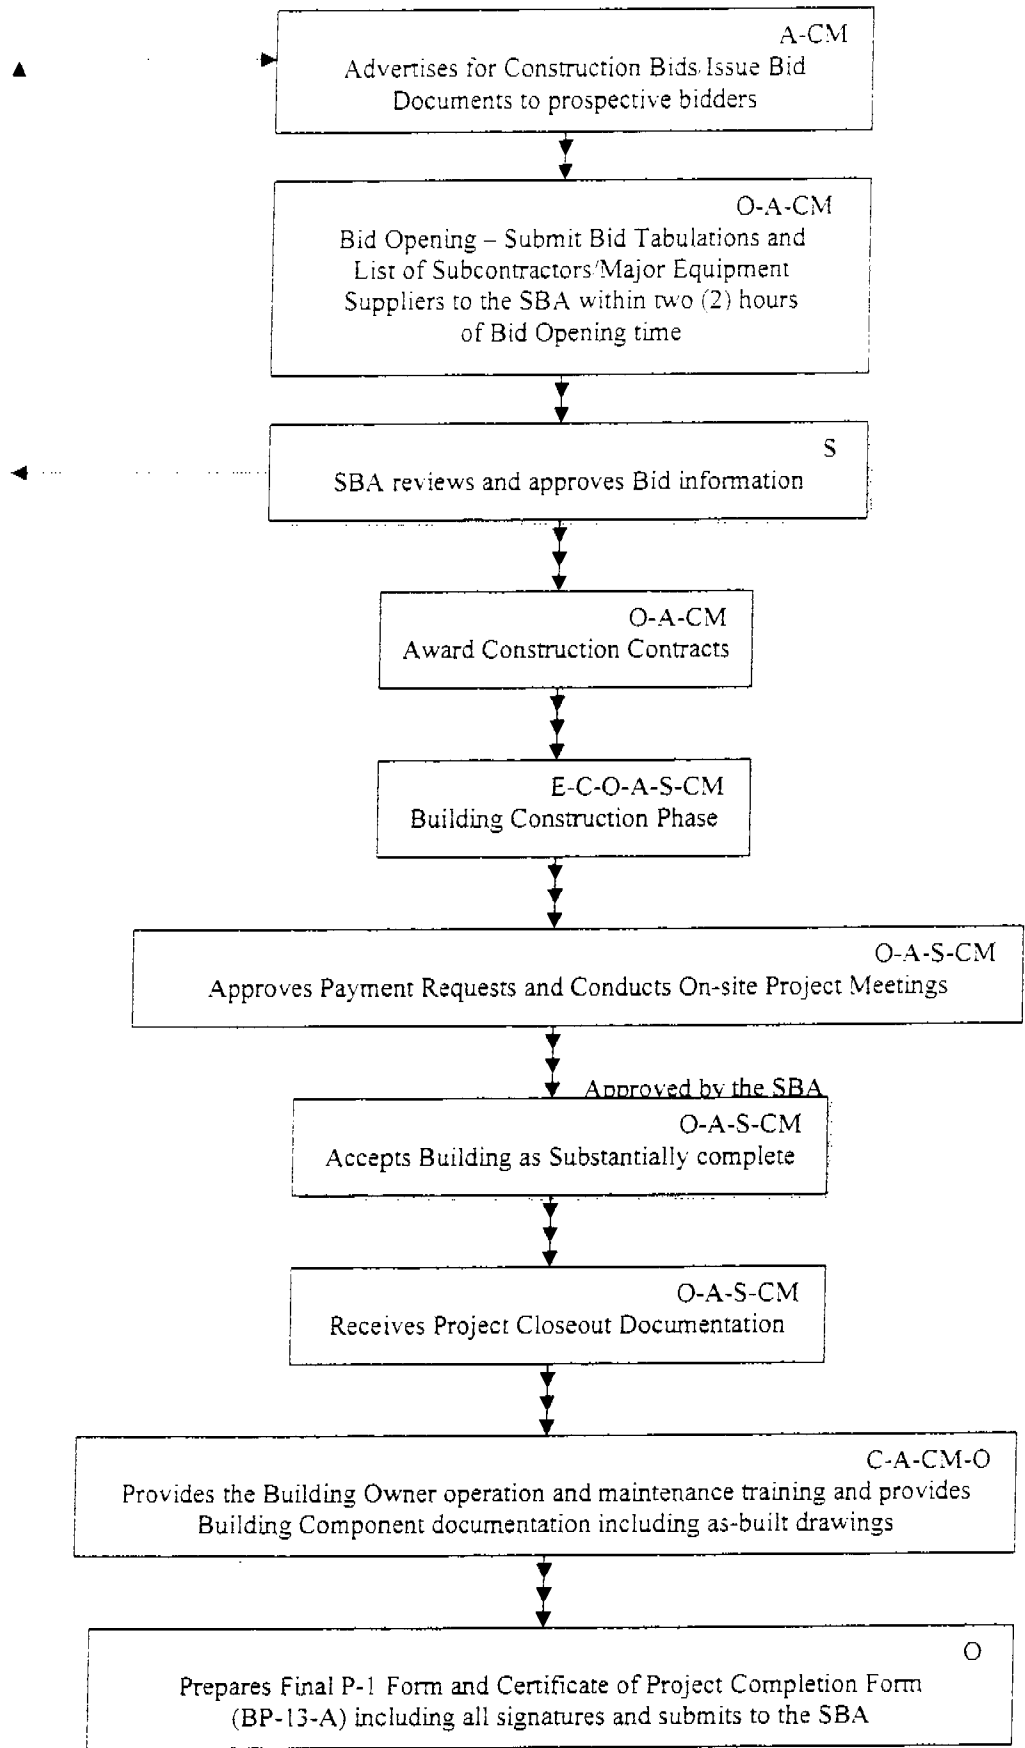 A-CM
Advertises for Construction Bids/Issue Bid
Documents to prospective bidders
O-A-CM
Bid Opening – Submit Bid Tabulations and
List of Subcontractors/Major Equipment
Suppliers to the SBA within two (2) hours
of Bid Opening time
S
SBA reviews and approves Bid information
O-A-CM
Award Construction Contracts
E-C-O-A-S-CM
Building Construction Phase
O-A-S-CM
Approves Payment Requests and Conducts On-site Project Meetings
Approved by the SBA
O-A-S-CM
Accepts Building as Substantially complete
O-A-S-CM
Receives Project Closeout Documentation
C-A-CM-O
Provides the Building Owner operation and maintenance training and provides
Building Component documentation including as-built drawings
O
Prepares Final P-1 Form and Certificate of Project Completion Form
(BP-13-A) including all signatures and submits to the SBA